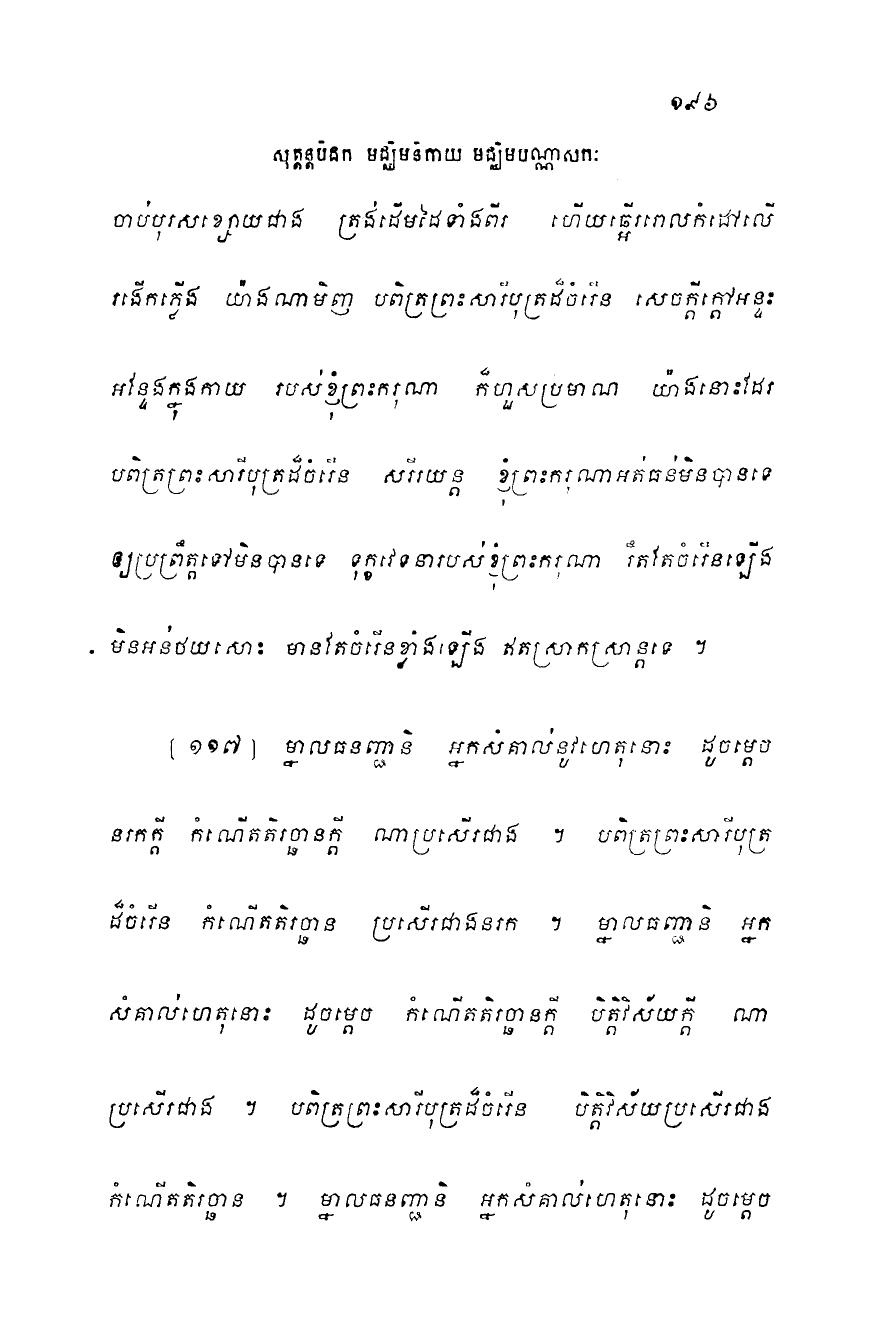 ១៩៦
សុត្តន្តបិដក មជ្ឈិមនិកាយ មជ្ឈិមបណ្ណាសកៈ
ចាប់បុរសខ្សោយជាង ត្រង់ដើមដៃទាំងពីរ ហើយធ្អើររោលកំដៅលើ
រងើកភ្លើង យ៉ាងណាមិញ បពិត្រព្រះសារីបុត្រដ៏ចំរើន សេចក្តីក្តៅអន្ទះ
អន្ទែងក្នុងកាយ របស់ខ្ញុំព្រះករុណា ក៏ហួសប្រមាណ យ៉ាងនោះដែរ
បពិត្រព្រះសារីបុត្រដ៏ចំរើន សរីរយន្ត ខ្ញុំព្រះករុណាអត់ធន់មិនបានទេ
ឲ្យប្រព្រឹត្តទៅមិនបានទេ ទុក្ខវេទនារបស់ខ្ញុំព្រះករុណា រឹតតែចំរើនឡើង
មិនអន់ថយសោះ មានតែចំរើនខ្លាំងឡើង ឥតស្រាកស្រាន្តទេ ។
[១១៧] ម្នាលធនញ្ជានិ អ្នកសំគាល់នូវហេតុនោះ ដូចម្តេច
នរកក្តី កំណើតតិរច្ឆានក្តី ណាប្រសើរជាង ។ បពិត្រព្រះសារីបុត្រ
ដ៏ចំរើន កំណើតតិរច្ឆាន ប្រសើរជាងនរក ។ ម្នាលធញ្ជានិ អ្នក
សំគាល់ហេតុនោះ ដូចម្តេច កំណើតតិរច្ឆានក្តី បិត្តិវិស័យក្តី ណា
ប្រសើរជាង ។ បពិត្រព្រះសារីបុត្រដ៏ចំរើន បិត្តិវិស័យប្រសើរជាង
កំណើតតិរច្ឆាន ។ ម្នាលធនញ្ជានិ អ្នកសំគាល់ហេតុនោះ ដូចម្តេច